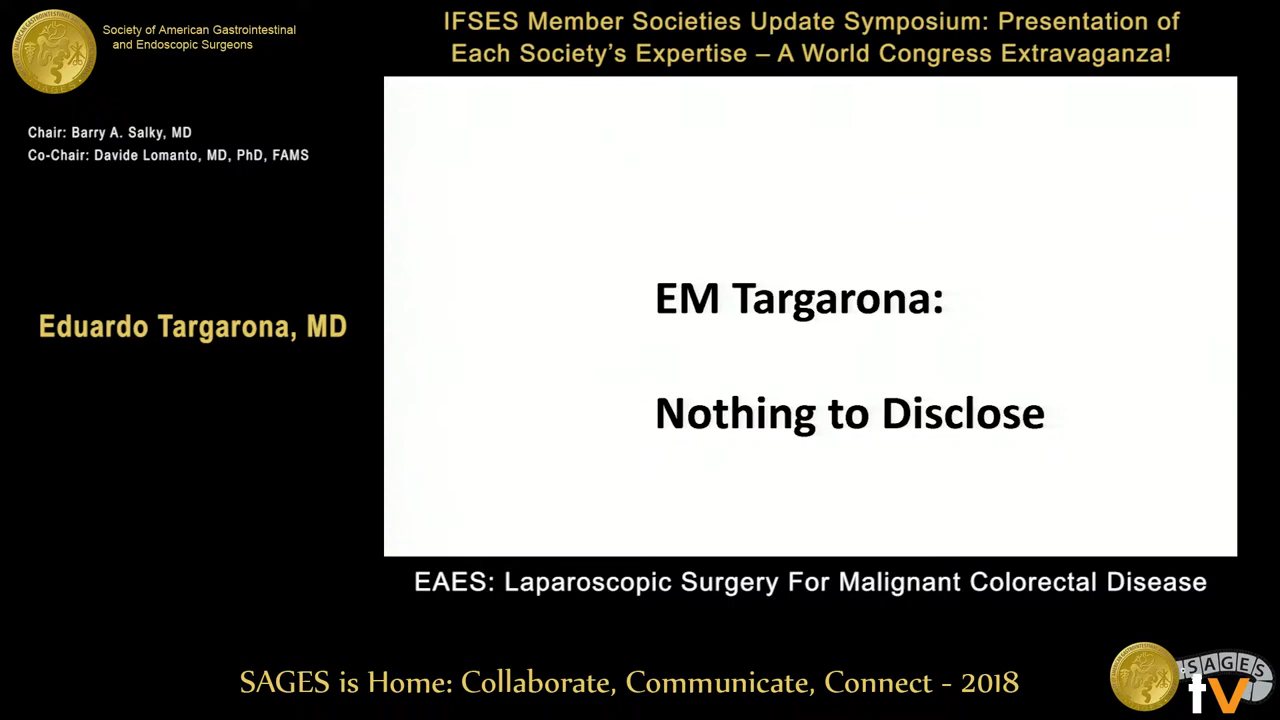 Society of American Gastrointestinal
and Endoscopic Surgeons
IFSES Member Societies Update Symposium: Presentation of
Each Society's Expertise – A World Congress Extravaganza!
Chair: Barry A. Salky, MD
Co-Chair: Davide Lomanto, MD, PhD, FAMS
Eduardo Targarona, MD
EM Targarona:
Nothing to Disclose
EAES: Laparoscopic Surgery For Malignant Colorectal Disease
SAGES is Home: Collaborate, Communicate, Connect - 2018
SAGES
tv